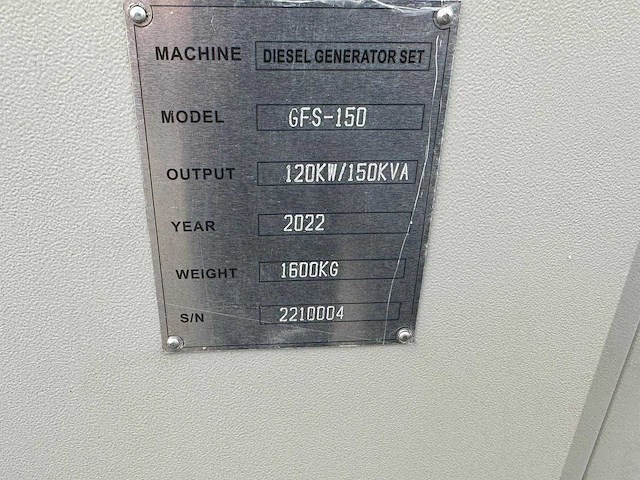 MACHINE DIESEL GENERATOR SET
MODEL GFS-150
OUTPUT 120KW/150KVA
YEAR 2022
WEIGHT 1600KG
S/N 2210004